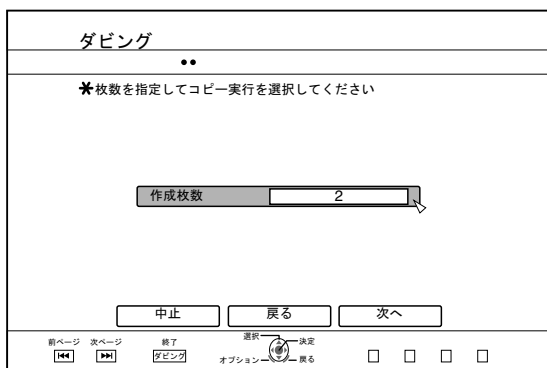 ダビング
••
*枚数を指定してコピー実行を選択してください
作成枚数 2
中止 戻る 次へ
前ページ 次ページ 終了 選択 決定
ダビング オプション 戻る